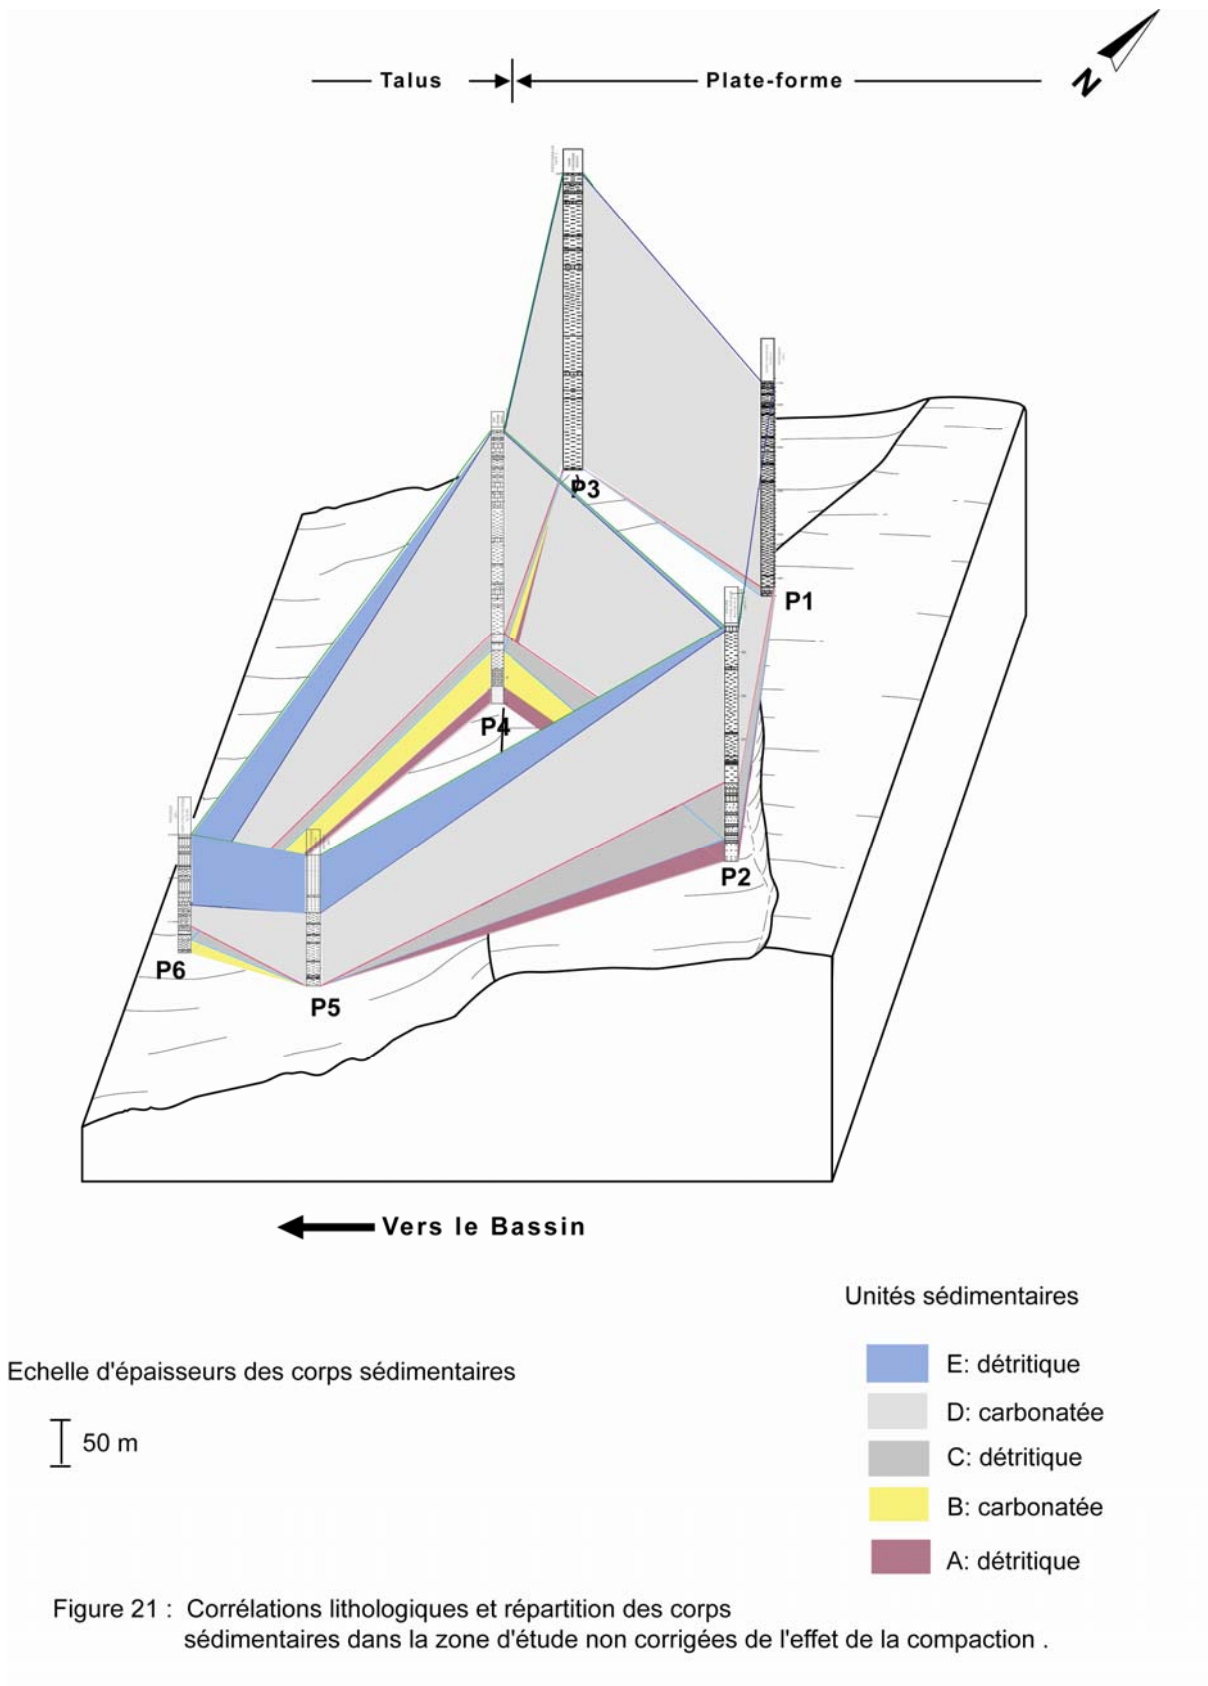 N
Talus
Plate-forme
P3
P1
P4
P2
P6
P5
Vers le Bassin
Unités sédimentaires
E: détritique
Echelle d'épaisseurs des corps sédimentaires
D: carbonatée
50 m
C: détritique
B: carbonatée
A: détritique
Figure 21 : Corrélations lithologiques et répartition des corps
sédimentaires dans la zone d'étude non corrigées de l'effet de la compaction .